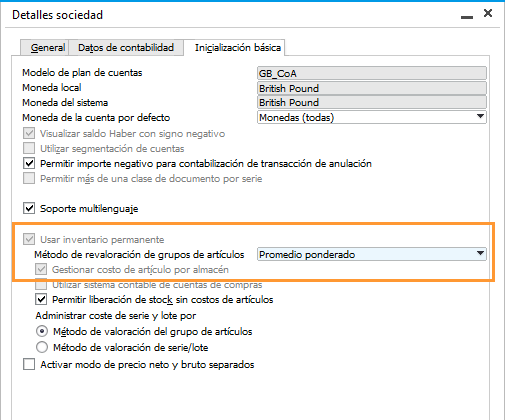 Detalles sociedad
General
Datos de contabilidad
Inicialización básica
Modelo de plan de cuentas
GB_CoA
Moneda local
British Pound
Moneda del sistema
British Pound
Moneda de la cuenta por defecto
Monedas (todas)
Visualizar saldo Haber con signo negativo
Utilizar segmentación de cuentas
Permitir importe negativo para contabilización de transacción de anulación
Permitir más de una clase de documento por serie
Soporte multilenguaje
Usar inventario permanente
Método de revaloración de grupos de artículos
Promedio ponderado
Gestionar costo de artículo por almacén
Utilizar sistema contable de cuentas de compras
Permitir liberación de stock sin costos de artículos
Administrar coste de serie y lote por
Método de valoración del grupo de artículos
Método de valoración de serie/lote
Activar modo de precio neto y bruto separados